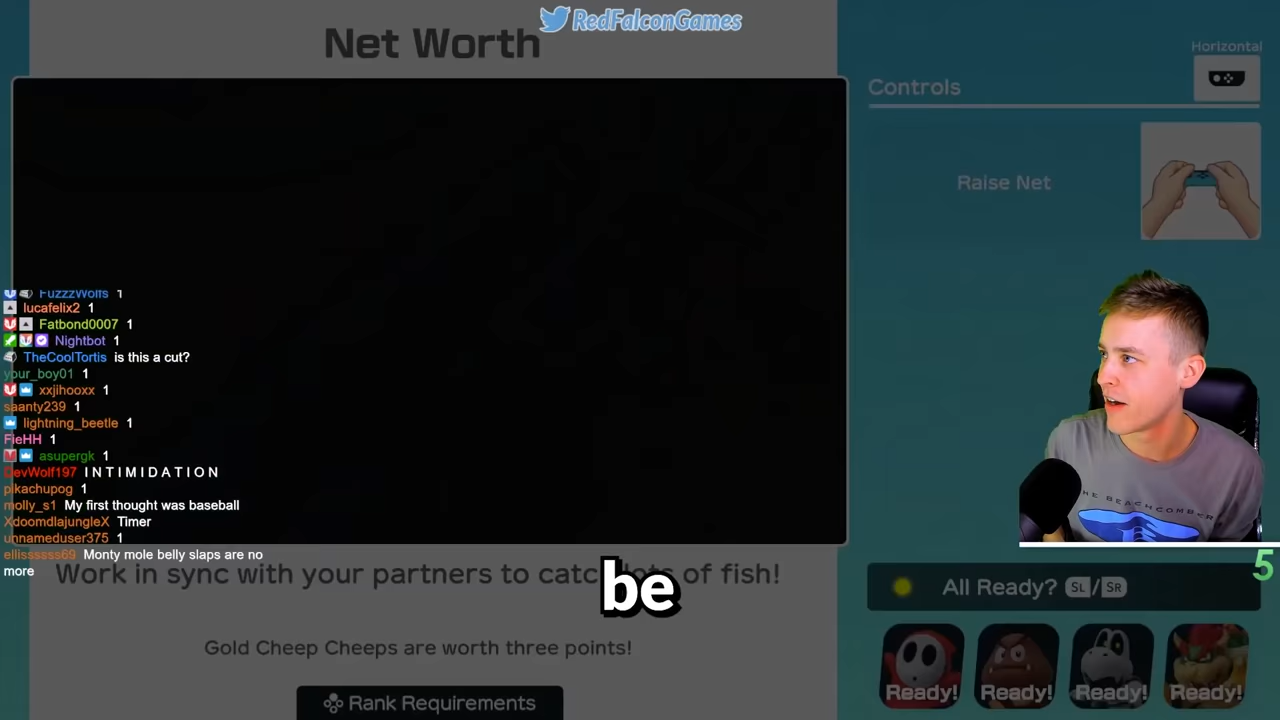 RedFalconGames
Net Worth
Horizontal
Controls
Raise Net
FuzzzWolfs 1
lucafelix2 1
Fatbond0007 1
Nightbot 1
TheCoolTortis is this a cut?
your_boy01 1
xxjihooxx 1
saanty239 1
lightning_beetle 1
FieHH 1
asupergk 1
DevWolf197 I N T I M I D A T I O N
pikachupog 1
molly_s1 My first thought was baseball
XdoomdlajungleX Timer
unnameduser375 1
ellissssss69 Monty mole belly slaps are no
more
THE BEACHCOMBER
5
Work in sync with your partners to catch lots of fish!
be
All Ready? SL / SR
Gold Cheep Cheeps are worth three points!
Ready! Ready! Ready! Ready!
Rank Requirements